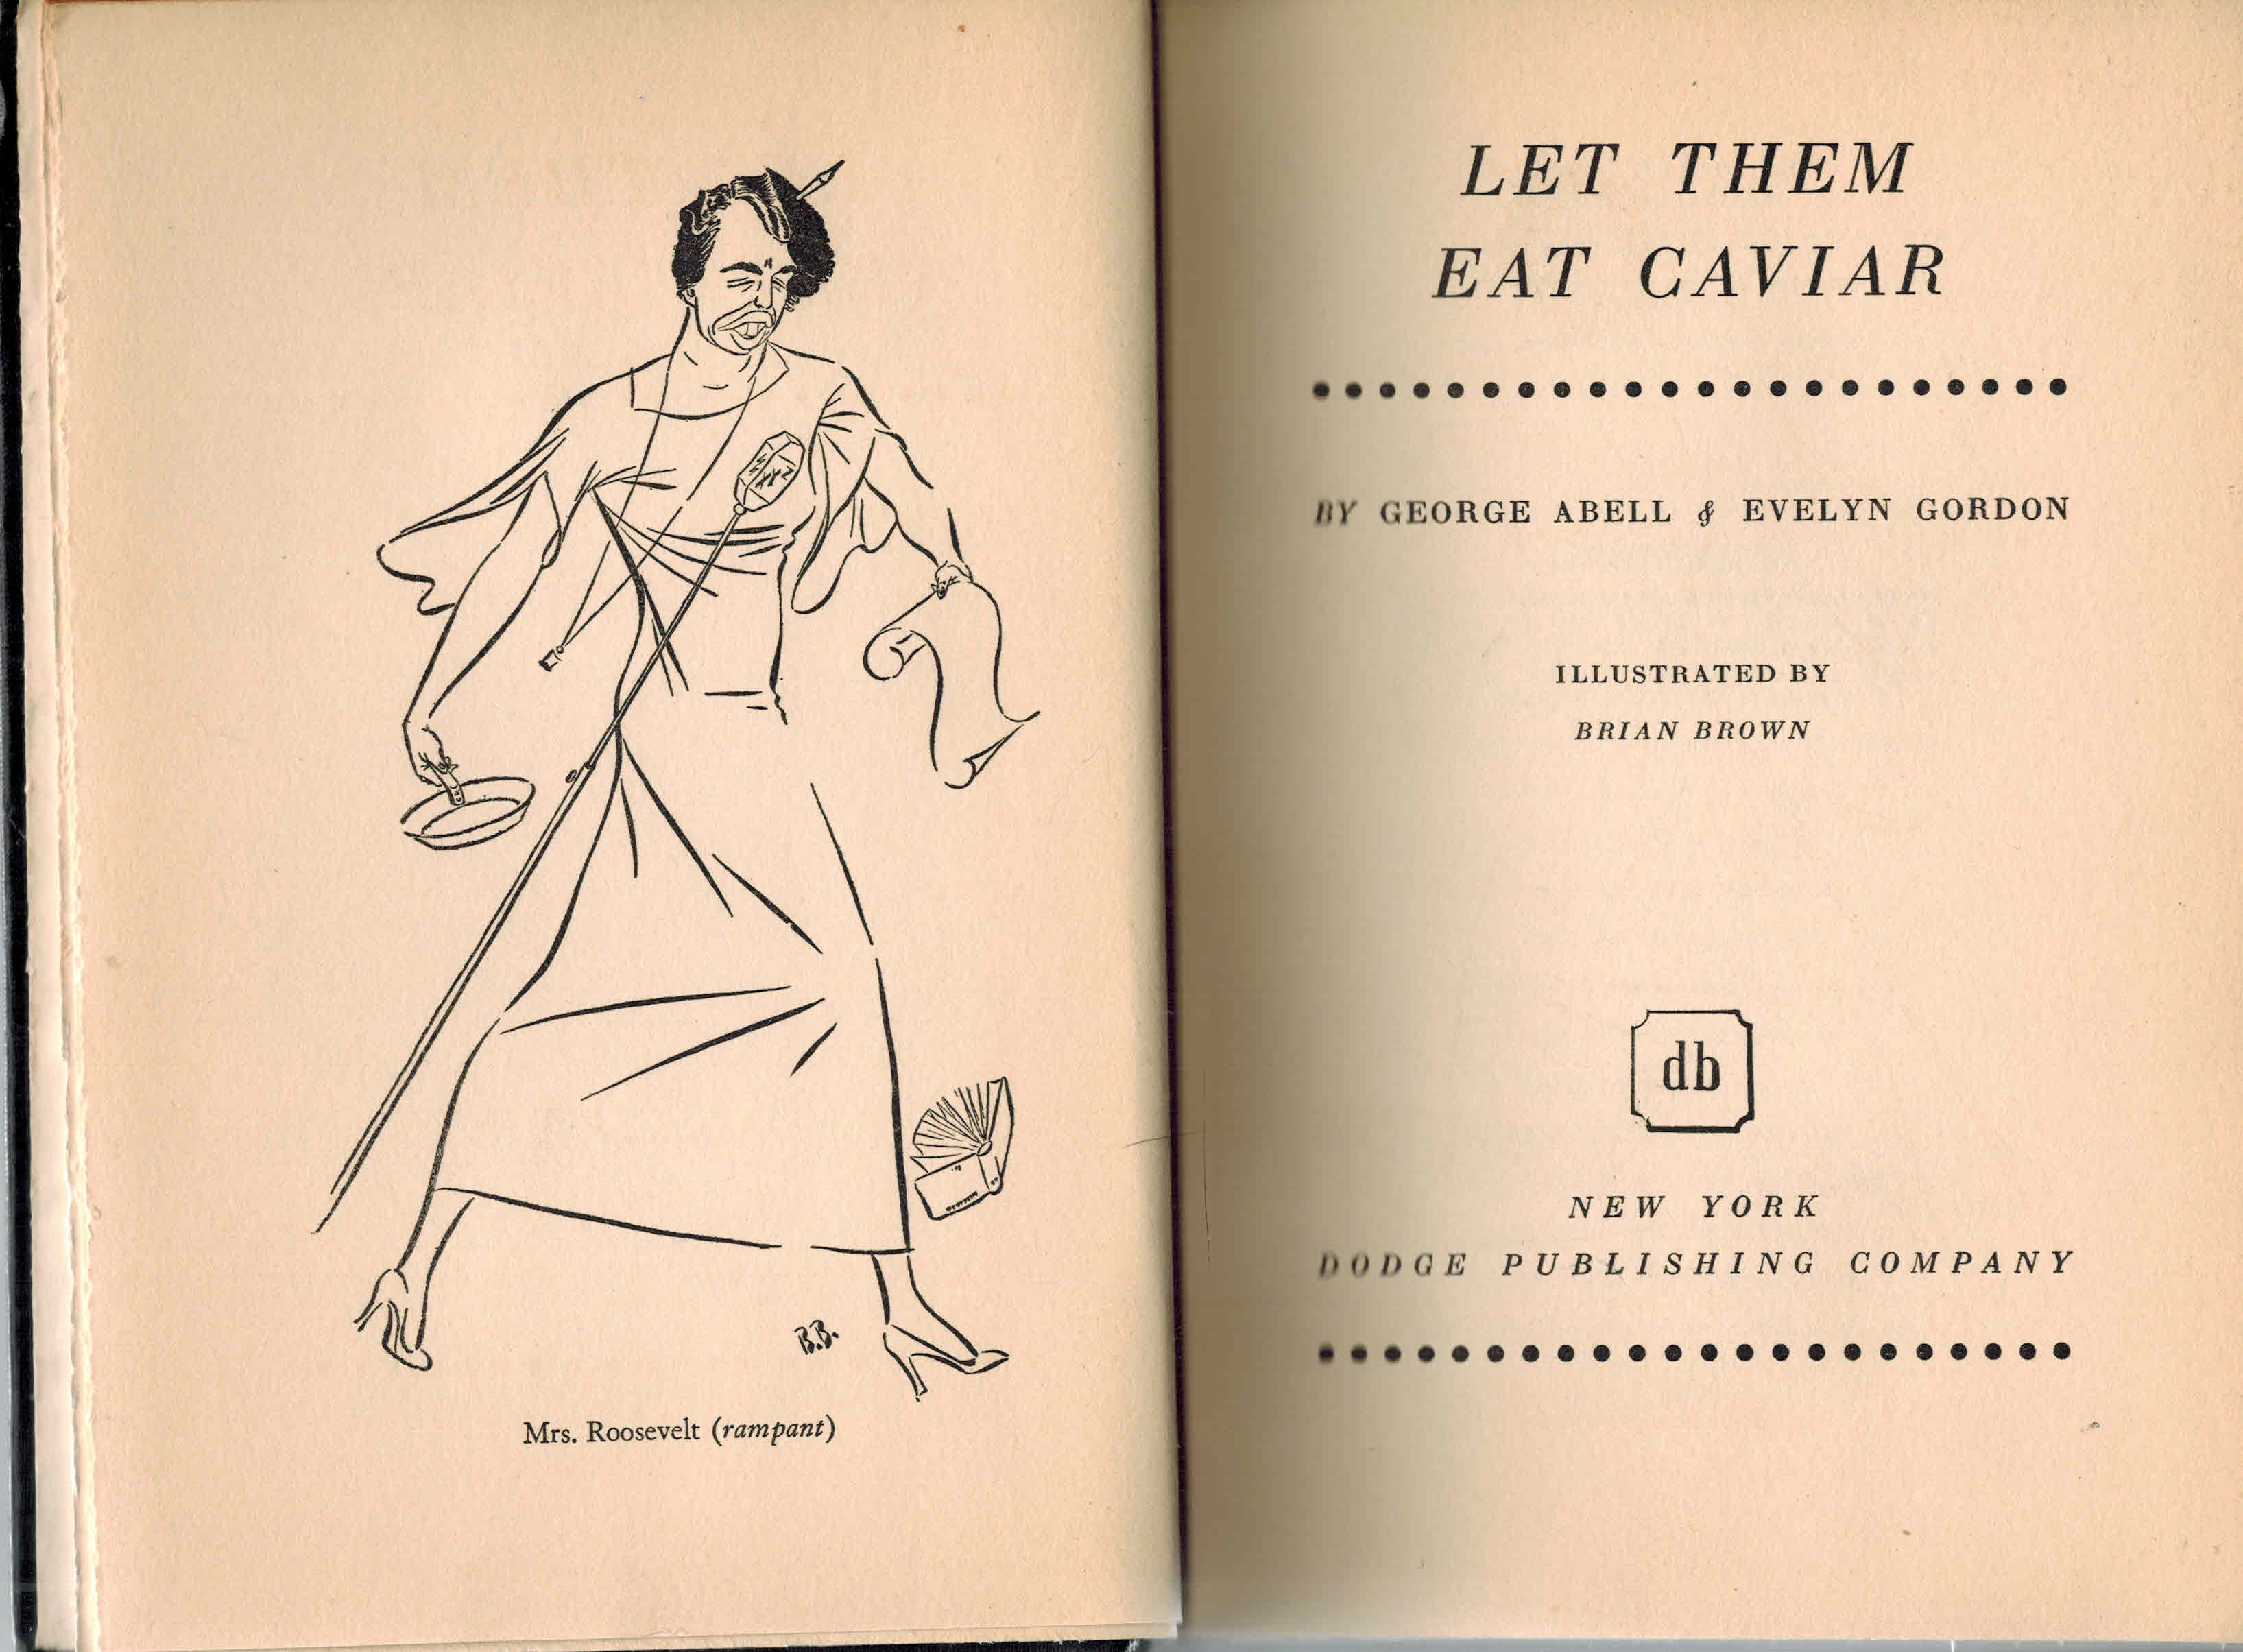 B.B.
Mrs. Roosevelt (rampant)
LET THEM
EAT CAVIAR
BY GEORGE ABELL & EVELYN GORDON
ILLUSTRATED BY
BRIAN BROWN
db
NEW YORK
DODGE PUBLISHING COMPANY